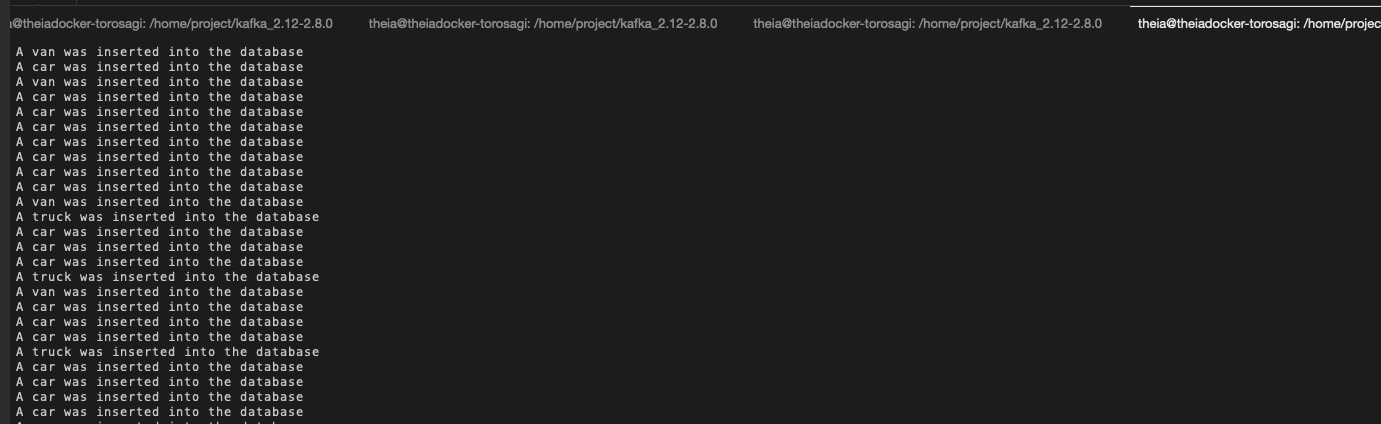 a@theiadocker-torosagi: /home/project/kafka_2.12-2.8.0 theia@theiadocker-torosagi: /home/project/kafka_2.12-2.8.0 theia@theiadocker-torosagi: /home/project/kafka_2.12-2.8.0 theia@theiadocker-torosagi: /home/projec
A van was inserted into the database
A car was inserted into the database
A van was inserted into the database
A car was inserted into the database
A car was inserted into the database
A car was inserted into the database
A car was inserted into the database
A car was inserted into the database
A car was inserted into the database
A car was inserted into the database
A van was inserted into the database
A truck was inserted into the database
A car was inserted into the database
A car was inserted into the database
A car was inserted into the database
A truck was inserted into the database
A van was inserted into the database
A car was inserted into the database
A car was inserted into the database
A car was inserted into the database
A truck was inserted into the database
A car was inserted into the database
A car was inserted into the database
A car was inserted into the database
A car was inserted into the database